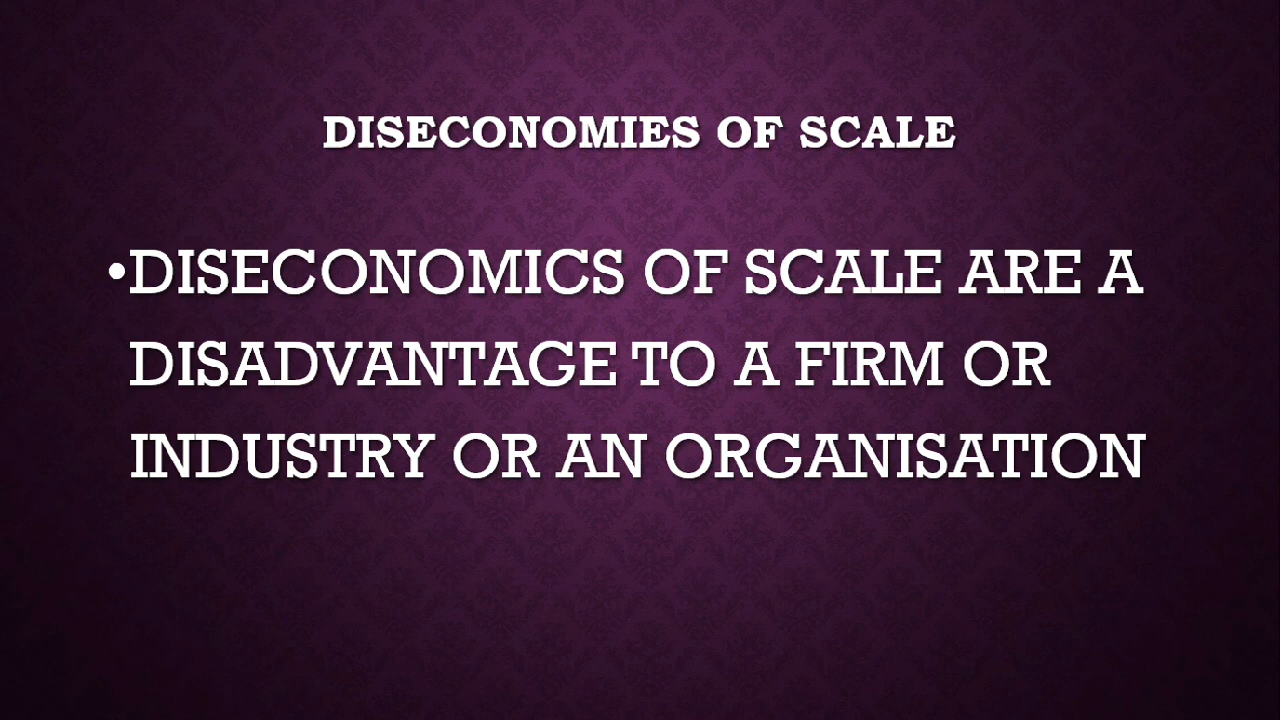 DISECONOMIES OF SCALE
•DISECONOMICS OF SCALE ARE A
DISADVANTAGE TO A FIRM OR
INDUSTRY OR AN ORGANISATION